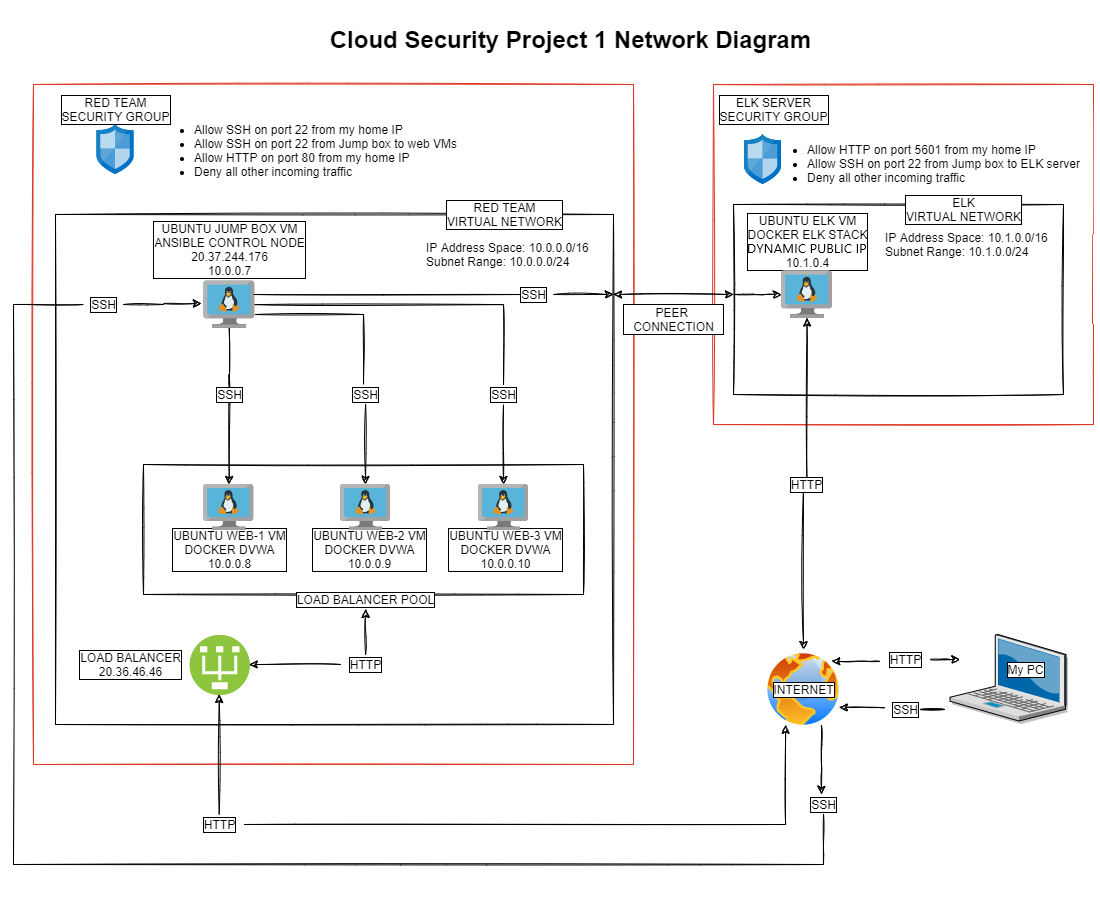 Cloud Security Project 1 Network Diagram
RED TEAM
SECURITY GROUP
Allow SSH on port 22 from my home IP
Allow SSH on port 22 from Jump box to web VMs
Allow HTTP on port 80 from my home IP
Deny all other incoming traffic
ELK SERVER
SECURITY GROUP
Allow HTTP on port 5601 from my home IP
Allow SSH on port 22 from Jump box to ELK server
Deny all other incoming traffic
RED TEAM
VIRTUAL NETWORK
IP Address Space: 10.0.0.0/16
Subnet Range: 10.0.0.0/24
UBUNTU JUMP BOX VM
ANSIBLE CONTROL NODE
20.37.244.176
10.0.0.7
ELK
VIRTUAL NETWORK
IP Address Space: 10.1.0.0/16
Subnet Range: 10.1.0.0/24
UBUNTU ELK VM
DOCKER ELK STACK
DYNAMIC PUBLIC IP
10.1.0.4
SSH
SSH
PEER
CONNECTION
SSH
SSH
SSH
HTTP
UBUNTU WEB-1 VM
DOCKER DVWA
10.0.0.8
UBUNTU WEB-2 VM
DOCKER DVWA
10.0.0.9
UBUNTU WEB-3 VM
DOCKER DVWA
10.0.0.10
LOAD BALANCER POOL
LOAD BALANCER
20.36.46.46
HTTP
INTERNET
HTTP
My PC
SSH
SSH
HTTP